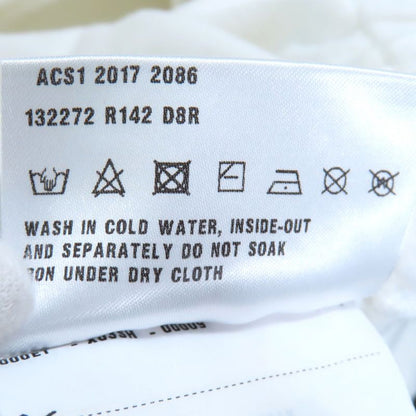 ACS1 2017 2086
132272 R142 D8R
WASH IN COLD WATER, INSIDE-OUT
AND SEPARATELY DO NOT SOAK
IRON UNDER DRY CLOTH